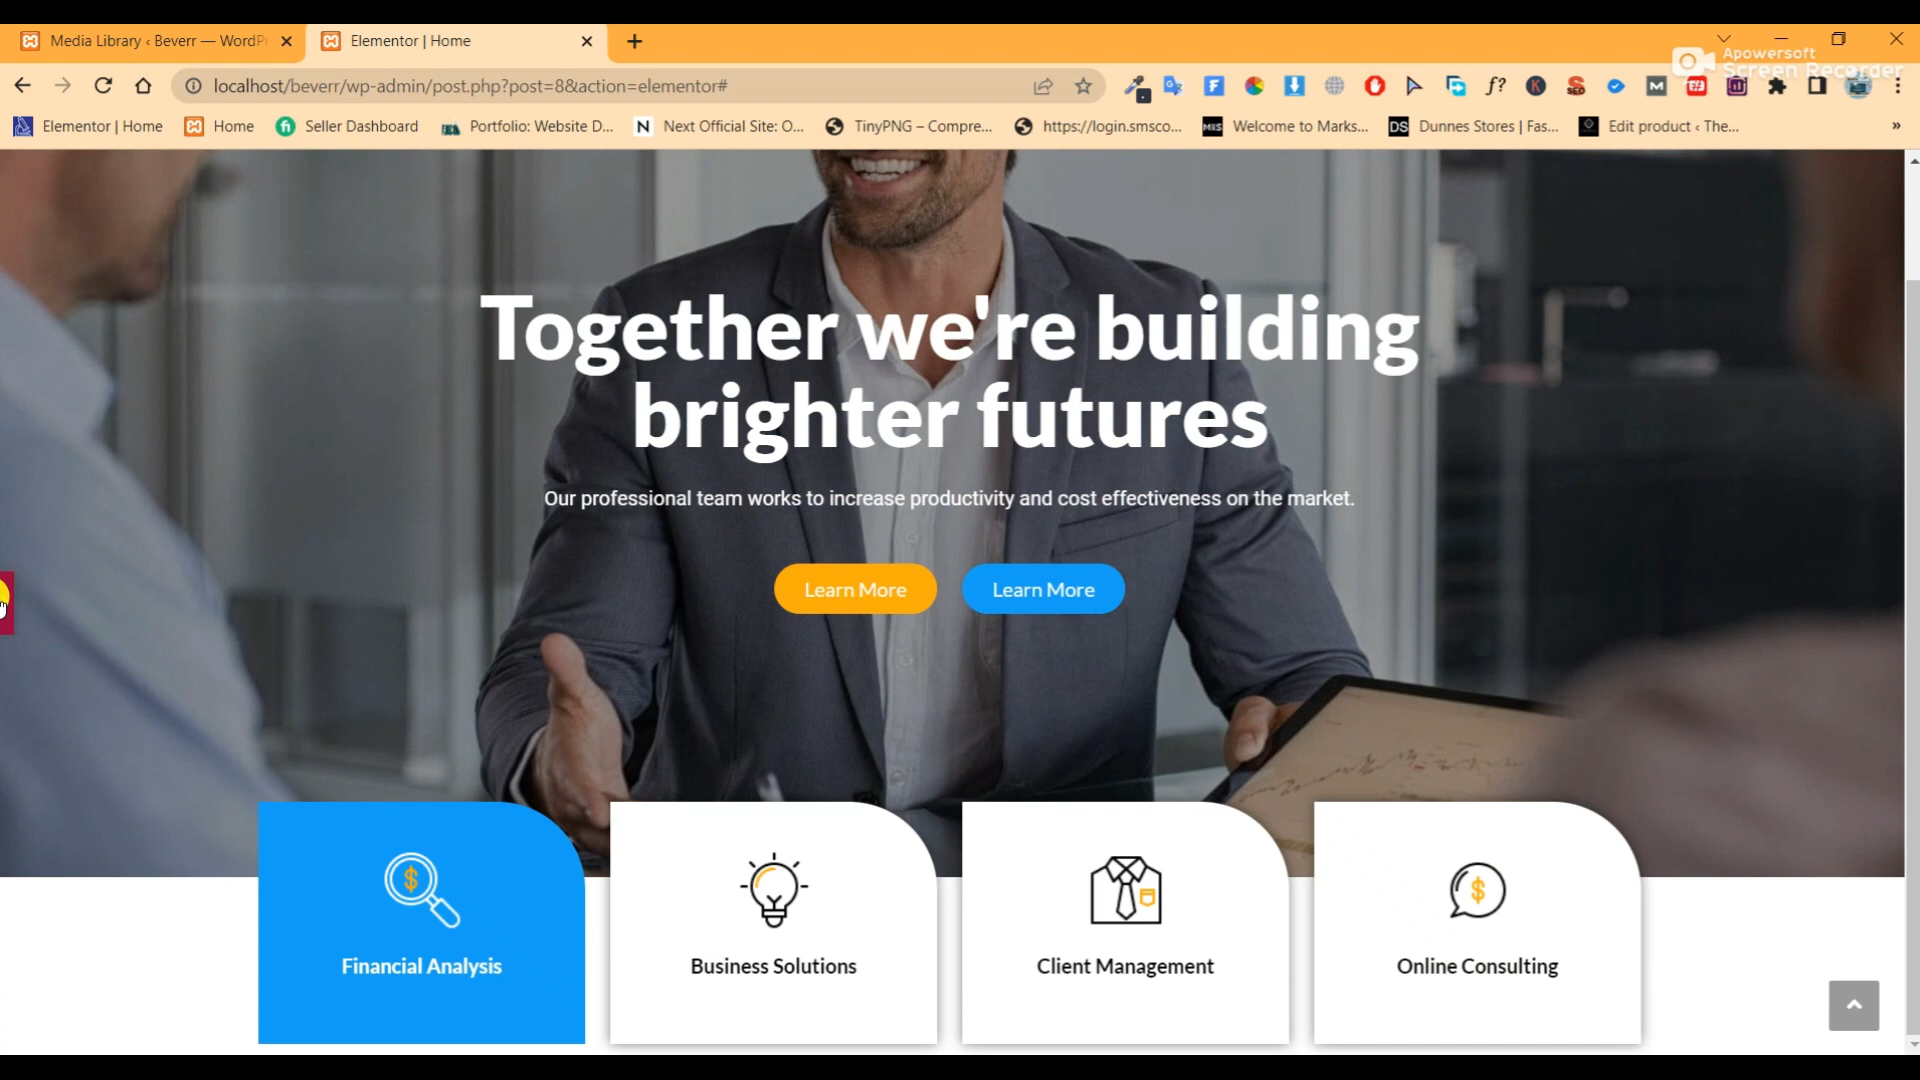 Media Library ‹ Beverr — WordPr
Elementor | Home
Apowersoft
Screen Recorder
localhost/beverr/wp-admin/post.php?post=8&action=elementor#
Elementor | Home
Home
Seller Dashboard
Portfolio: Website D...
Next Official Site: O...
TinyPNG – Compre...
https://login.smsco...
Welcome to Marks...
Dunnes Stores | Fas...
Edit product ‹ The...
Together we're building
brighter futures
Our professional team works to increase productivity and cost effectiveness on the market.
Learn More
Learn More
Financial Analysis
Business Solutions
Client Management
Online Consulting